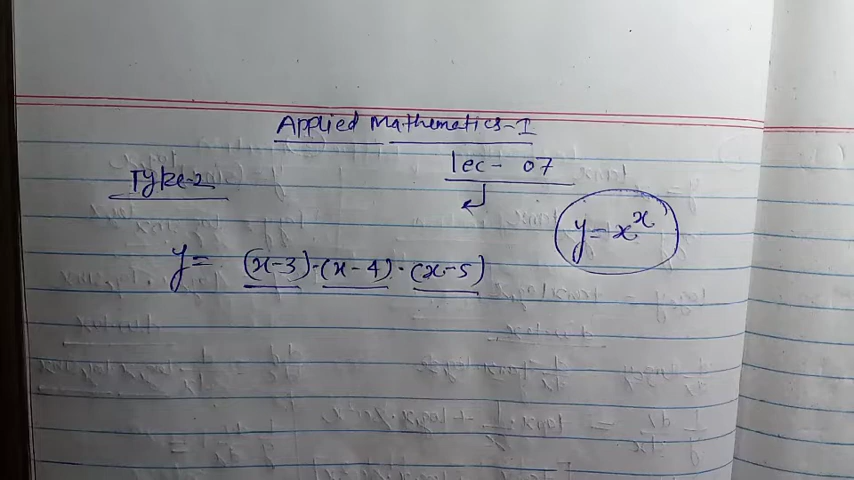 Applied Mathematics-I
lec- 07
Type-2
y = x^x
y = (x-3)·(x-4)·(x-5)